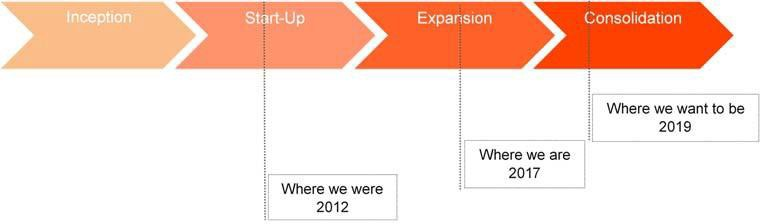 Inception
Start-Up
Expansion
Consolidation
Where we want to be
2019
Where we are
2017
Where we were
2012